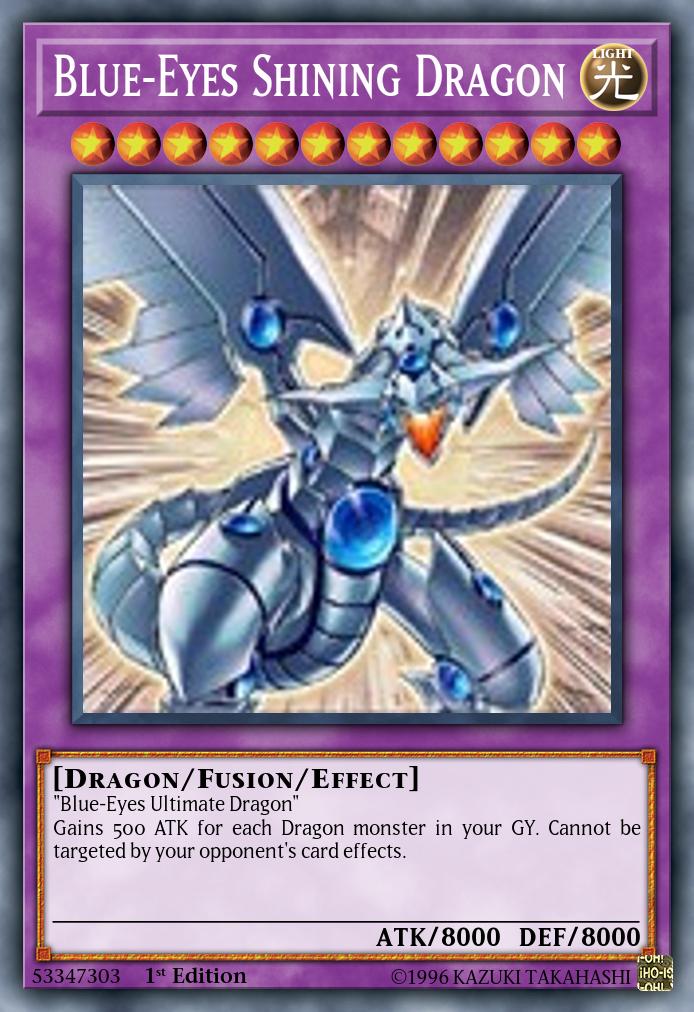 Blue-Eyes Shining Dragon
LIGHT
光
[Dragon/Fusion/Effect]
"Blue-Eyes Ultimate Dragon"
Gains 500 ATK for each Dragon monster in your GY. Cannot be
targeted by your opponent's card effects.
ATK/8000 DEF/8000
53347303 1st Edition ©1996 KAZUKI TAKAHASHI